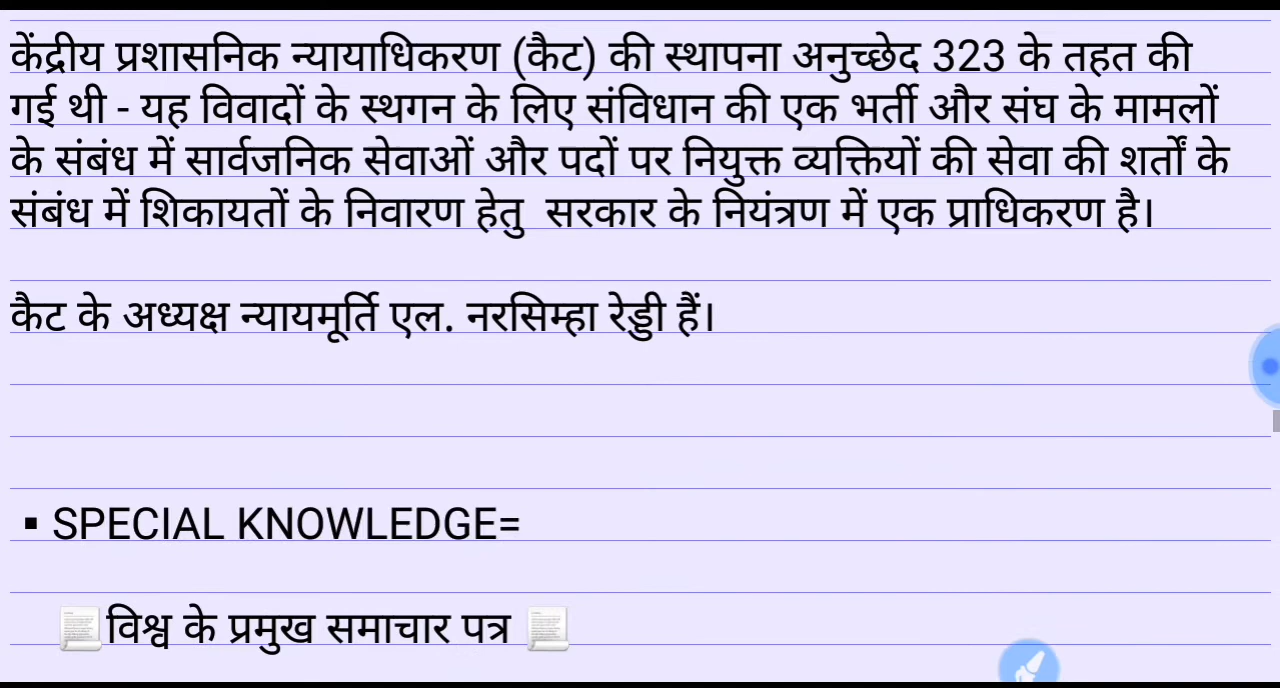 केंद्रीय प्रशासनिक न्यायाधिकरण (कैट) की स्थापना अनुच्छेद 323 के तहत की
गई थी - यह विवादों के स्थगन के लिए संविधान की एक भर्ती और संघ के मामलों
के संबंध में सार्वजनिक सेवाओं और पदों पर नियुक्त व्यक्तियों की सेवा की शर्तों के
संबंध में शिकायतों के निवारण हेतु सरकार के नियंत्रण में एक प्राधिकरण है।
कैट के अध्यक्ष न्यायमूर्ति एल. नरसिम्हा रेड्डी हैं।
▪ SPECIAL KNOWLEDGE=
📃विश्व के प्रमुख समाचार पत्र 📃